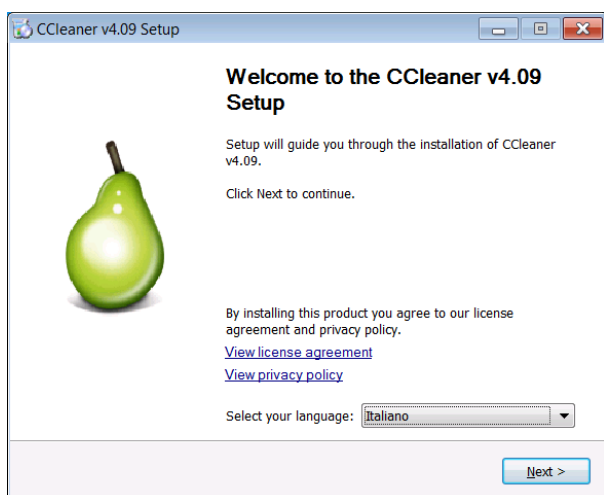 CCleaner v4.09 Setup
Welcome to the CCleaner v4.09
Setup
Setup will guide you through the installation of CCleaner
v4.09.
Click Next to continue.
By installing this product you agree to our license
agreement and privacy policy.
View license agreement
View privacy policy
Select your language: Italiano
Next >